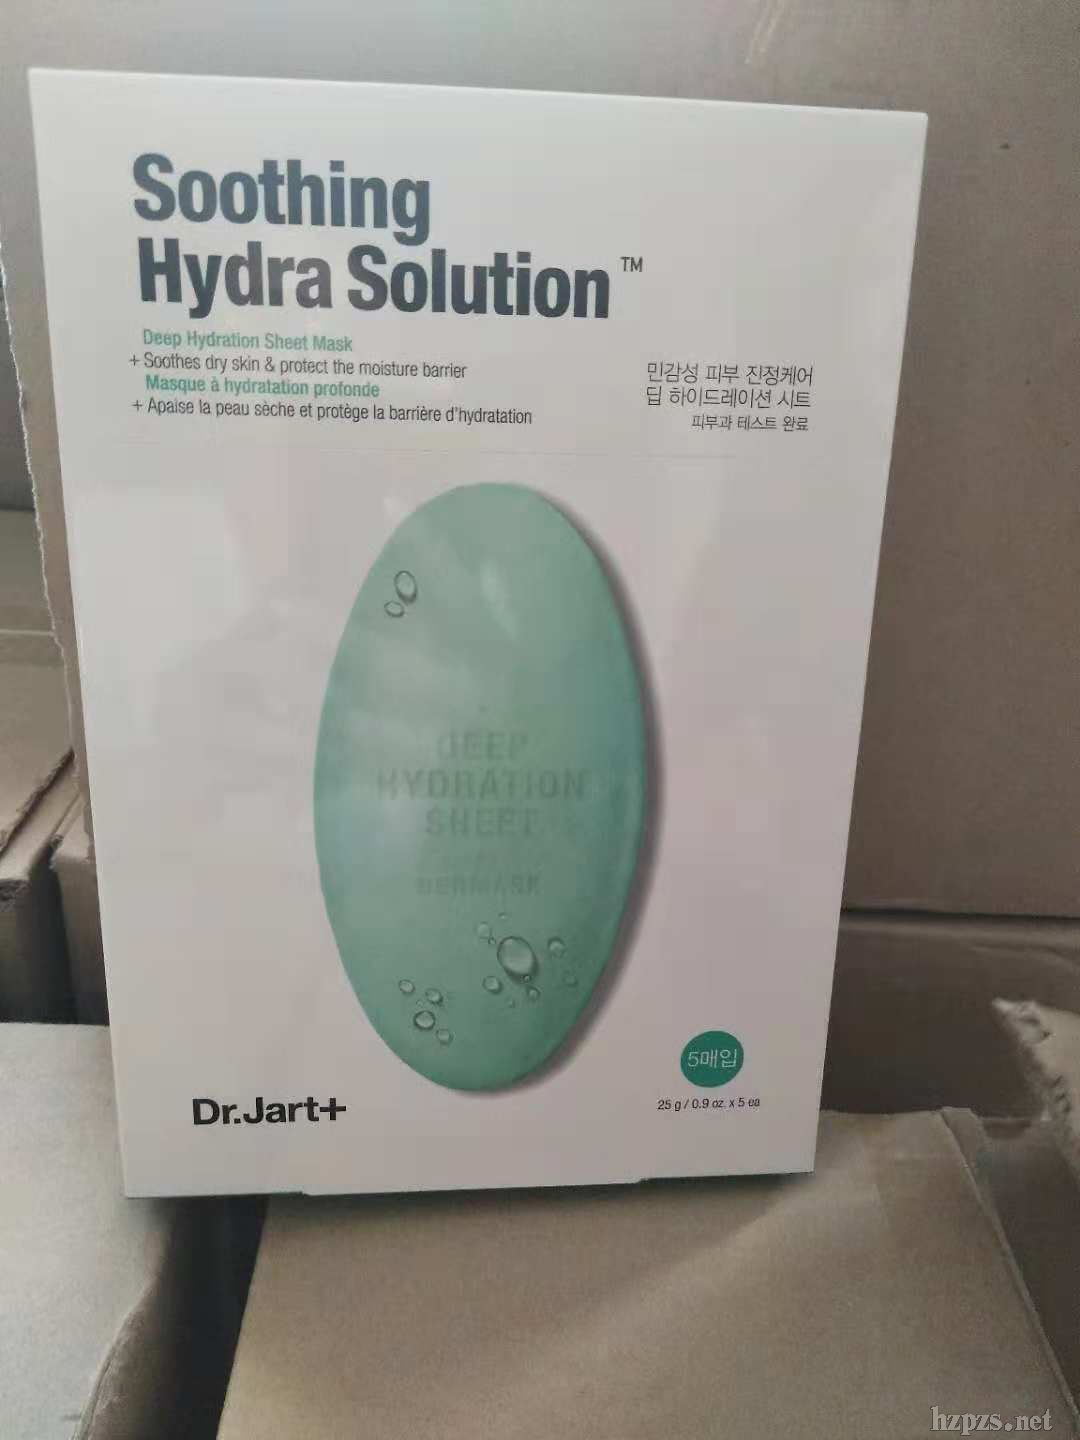 Soothing
Hydra Solution™
Deep Hydration Sheet Mask
+ Soothes dry skin & protect the moisture barrier
Masque à hydratation profonde
+ Apaise la peau sèche et protège la barrière d'hydratation
민감성 피부 진정케어
딥 하이드레이션 시트
피부과 테스트 완료
DEEP
HYDRATION
SHEET
DERMASK
5매입
Dr.Jart+
25 g / 0.9 oz. x 5 ea
hzpzs.net